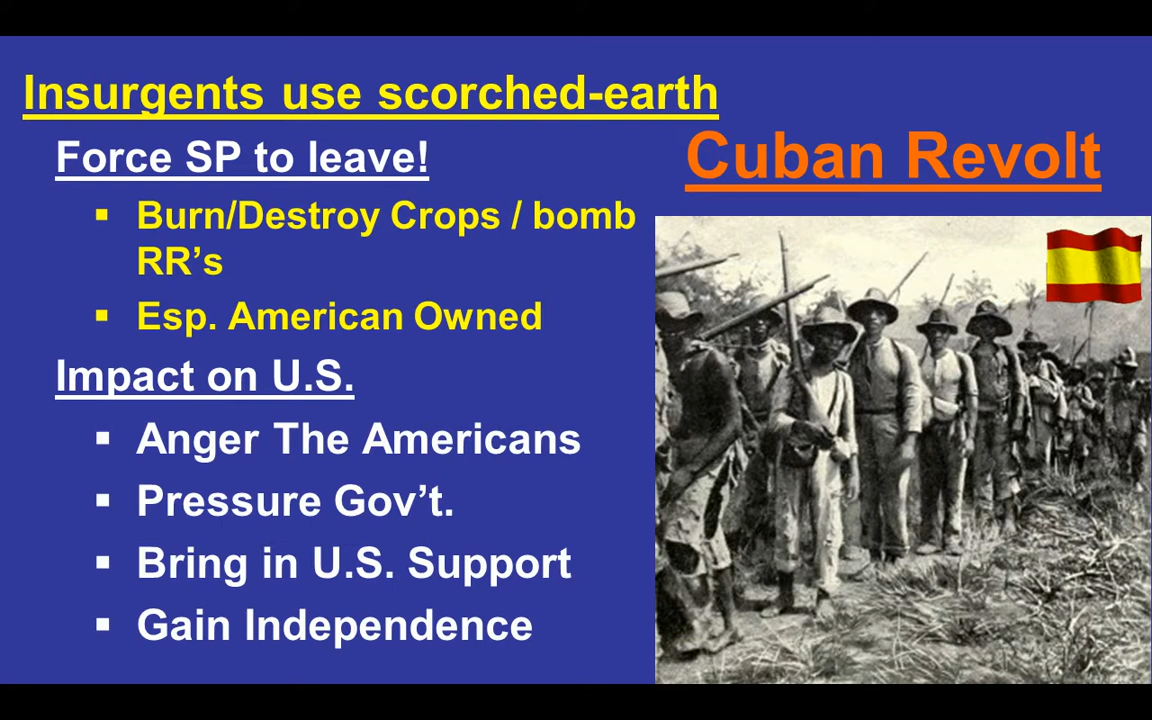 Insurgents use scorched-earth
Cuban Revolt
Force SP to leave!
▪ Burn/Destroy Crops / bomb
RR’s
▪ Esp. American Owned
Impact on U.S.
▪ Anger The Americans
▪ Pressure Gov’t.
▪ Bring in U.S. Support
▪ Gain Independence